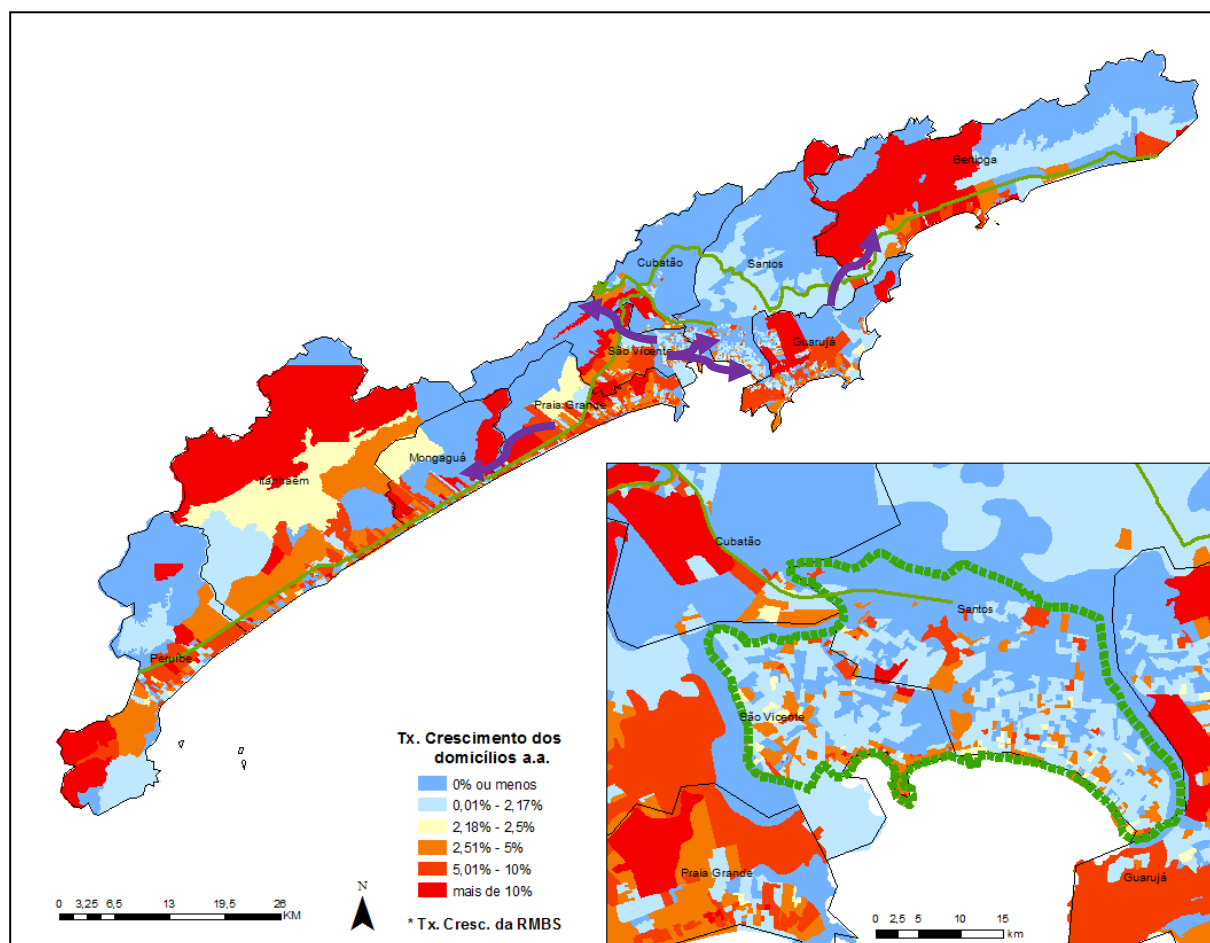 Bertioga
Cubatão
Santos
Guarujá
São Vicente
Praia Grande
Mongaguá
Itanhaém
Peruíbe
Tx. Crescimento dos
domicílios a.a.
0% ou menos
0,01% - 2,17%
2,18% - 2,5%
2,51% - 5%
5,01% - 10%
mais de 10%
* Tx. Cresc. da RMBS
N
0 3,25 6,5 13 19,5 26
KM
Cubatão
Santos
São Vicente
Praia Grande
Guarujá
0 2,5 5 10 15
km